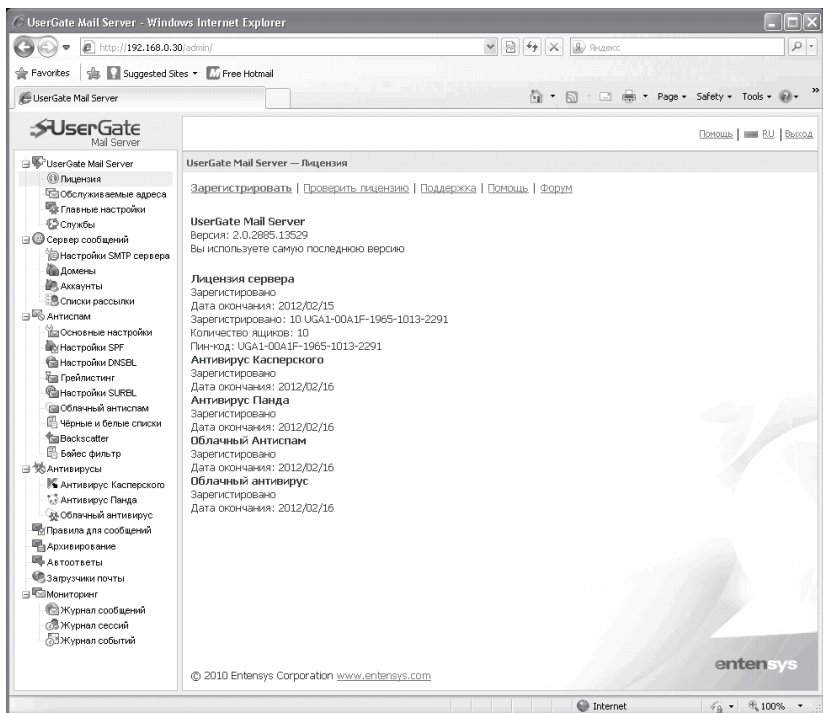 UserGate Mail Server - Windows Internet Explorer
http://192.168.0.30/admin/
Яндекс
Favorites Suggested Sites Free Hotmail
UserGate Mail Server
Page Safety Tools »
UserGate
Mail Server
Помощь | RU | Выход
UserGate Mail Server
Лицензия
Обслуживаемые адреса
Главные настройки
Службы
Сервер сообщений
Настройки SMTP сервера
Домены
Аккаунты
Списки рассылки
Антиспам
Основные настройки
Настройки SPF
Настройки DNSBL
Грейлистинг
Настройки SURBL
Облачный антиспам
Чёрные и белые списки
Backscatter
Байес фильтр
Антивирусы
Антивирус Касперского
Антивирус Панда
Облачный антивирус
Правила для сообщений
Архивирование
Автоответы
Загрузчики почты
Мониторинг
Журнал сообщений
Журнал сессий
Журнал событий
UserGate Mail Server — Лицензия
Зарегистрировать | Проверить лицензию | Поддержка | Помощь | Форум
UserGate Mail Server
Версия: 2.0.2885.13529
Вы используете самую последнюю версию
Лицензия сервера
Зарегистировано
Дата окончания: 2012/02/15
Зарегистрировано: 10 UGA1-00A1F-1965-1013-2291
Количество ящиков: 10
Пин-код: UGA1-00A1F-1965-1013-2291
Антивирус Касперского
Зарегистировано
Дата окончания: 2012/02/16
Антивирус Панда
Зарегистировано
Дата окончания: 2012/02/16
Облачный Антиспам
Зарегистировано
Дата окончания: 2012/02/16
Облачный антивирус
Зарегистировано
Дата окончания: 2012/02/16
entensys
© 2010 Entensys Corporation www.entensys.com
Internet 100%